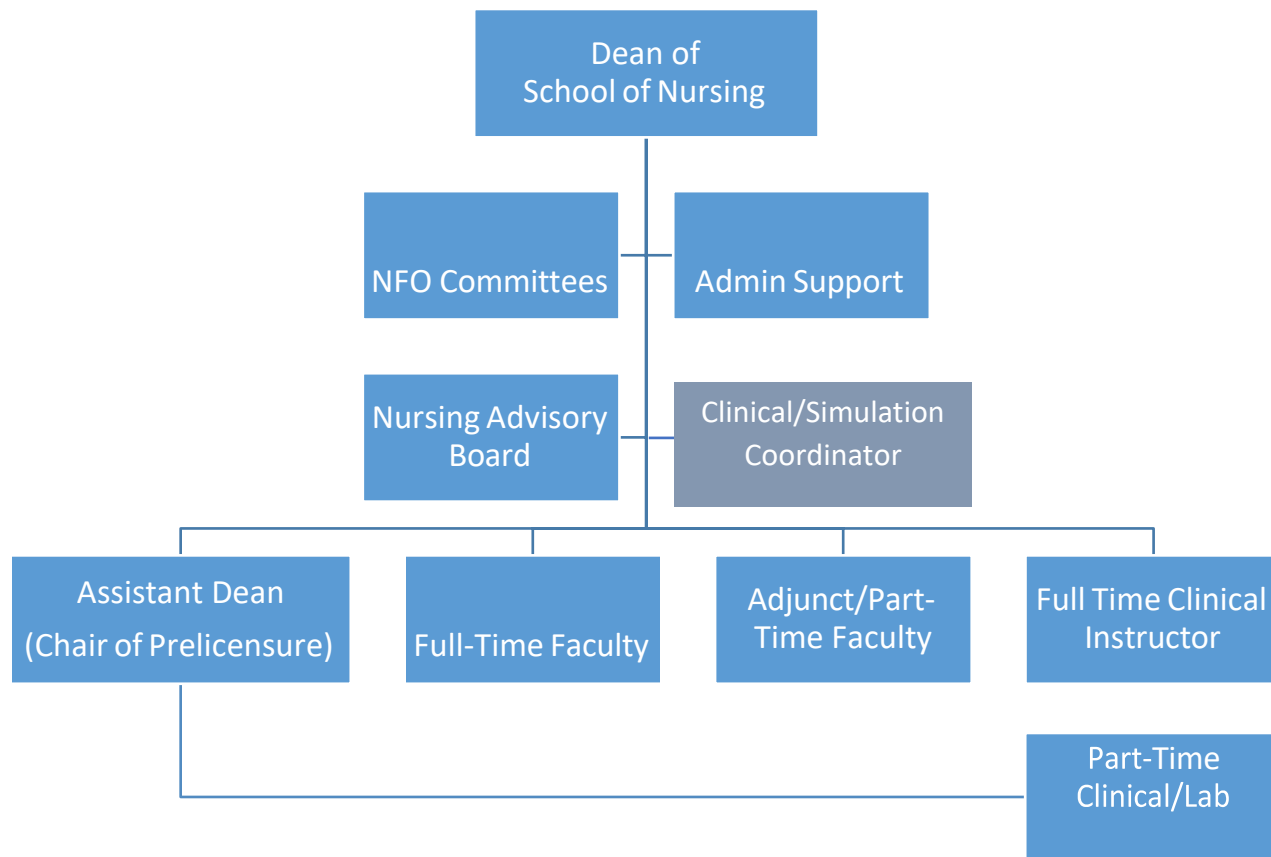 Dean of
School of Nursing
NFO Committees
Admin Support
Nursing Advisory
Board
Clinical/Simulation
Coordinator
Assistant Dean
(Chair of Prelicensure)
Full-Time Faculty
Adjunct/Part-
Time Faculty
Full Time Clinical
Instructor
Part-Time
Clinical/Lab